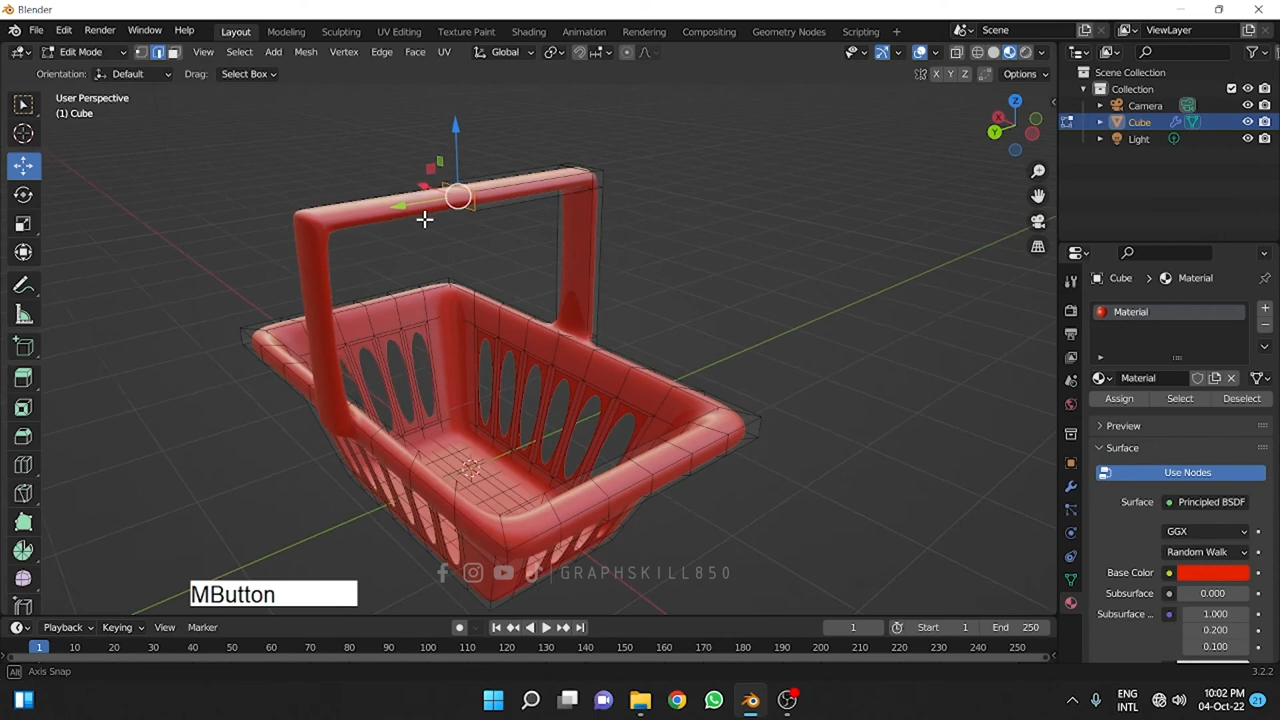 Blender
File Edit Render Window Help Layout Modeling Sculpting UV Editing Texture Paint Shading Animation Rendering Compositing Geometry Nodes Scripting + Scene ViewLayer
Edit Mode View Select Add Mesh Vertex Edge Face UV Global
Orientation: Default Drag: Select Box X Y Z Options
User Perspective
(1) Cube
Z
X
Y
Scene Collection
Collection
Camera
Cube
Light
Cube > Material
Material
Material
Assign Select Deselect
Preview
Surface
Use Nodes
Surface Principled BSDF
GGX
Random Walk
Base Color
Subsurface 0.000
Subsurface ... 1.000
0.200
0.100
|GRAPHSKILL850
MButton
Playback Keying View Marker 1 Start 1 End 250
1 10 20 30 40 50 60 70 80 90 100 110 120 130 140 150 160 170 180 190 200 210 220 230 240 250
Alt Axis Snap 3.2.2
ENG
INTL
10:02 PM
04-Oct-22
21